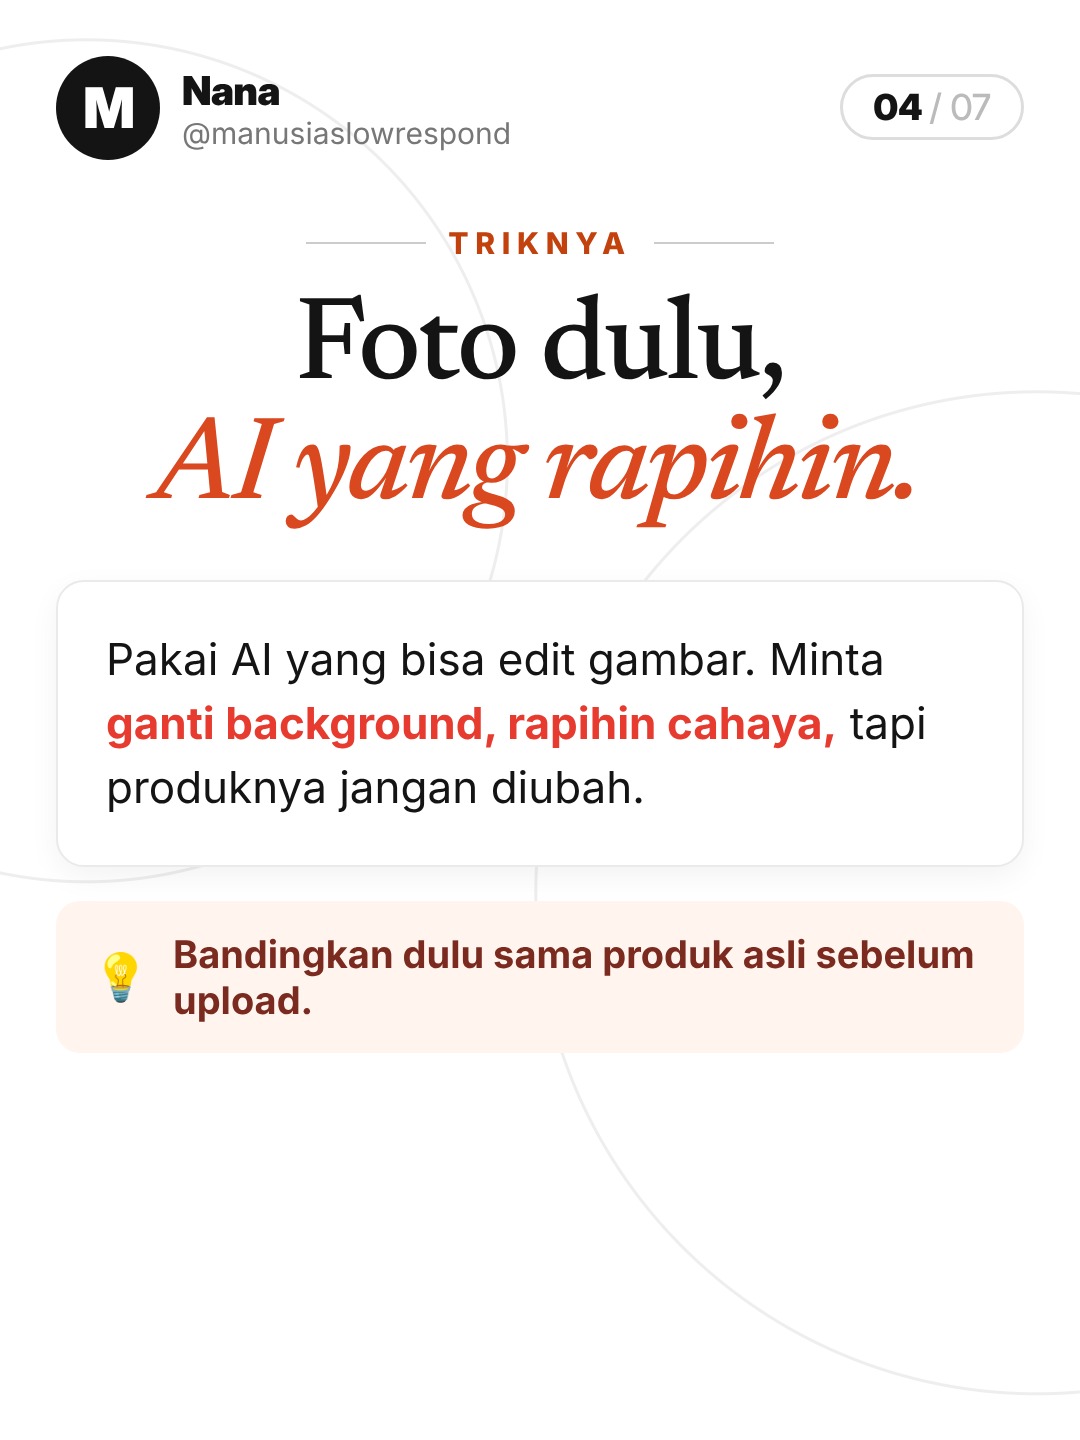 M
Nana
@manusiaslowrespond
04 / 07
TRIKNYA
Foto dulu,
AI yang rapihin.
Pakai AI yang bisa edit gambar. Minta
ganti background, rapihin cahaya, tapi
produknya jangan diubah.
Bandingkan dulu sama produk asli sebelum
upload.